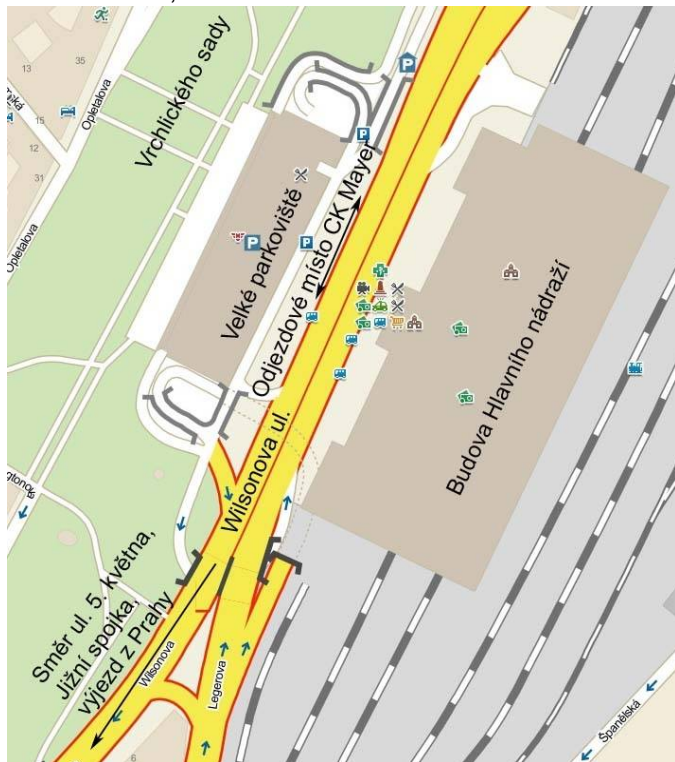 13
35
Opletalova
15
12
31
Opletalova
Vrchlického sady
P
P
P
P
Velké parkoviště
Odjezdové místo CK Mayer
Wilsonova ul.
Budova Hlavního nádraží
Směr ul. 5. května,
Jižní spojka,
výjezd z Prahy
Wilsonova
Legerova
Španělská
6